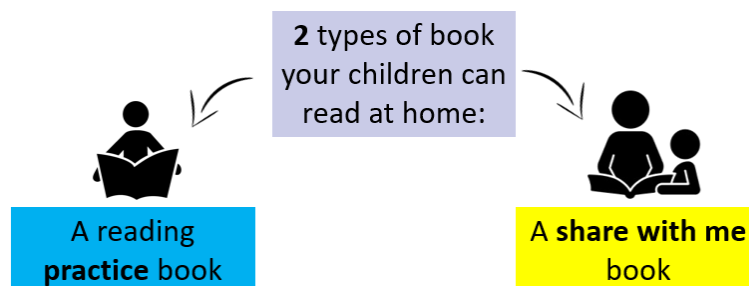 2 types of book
your children can
read at home:
A reading
practice book
A share with me
book